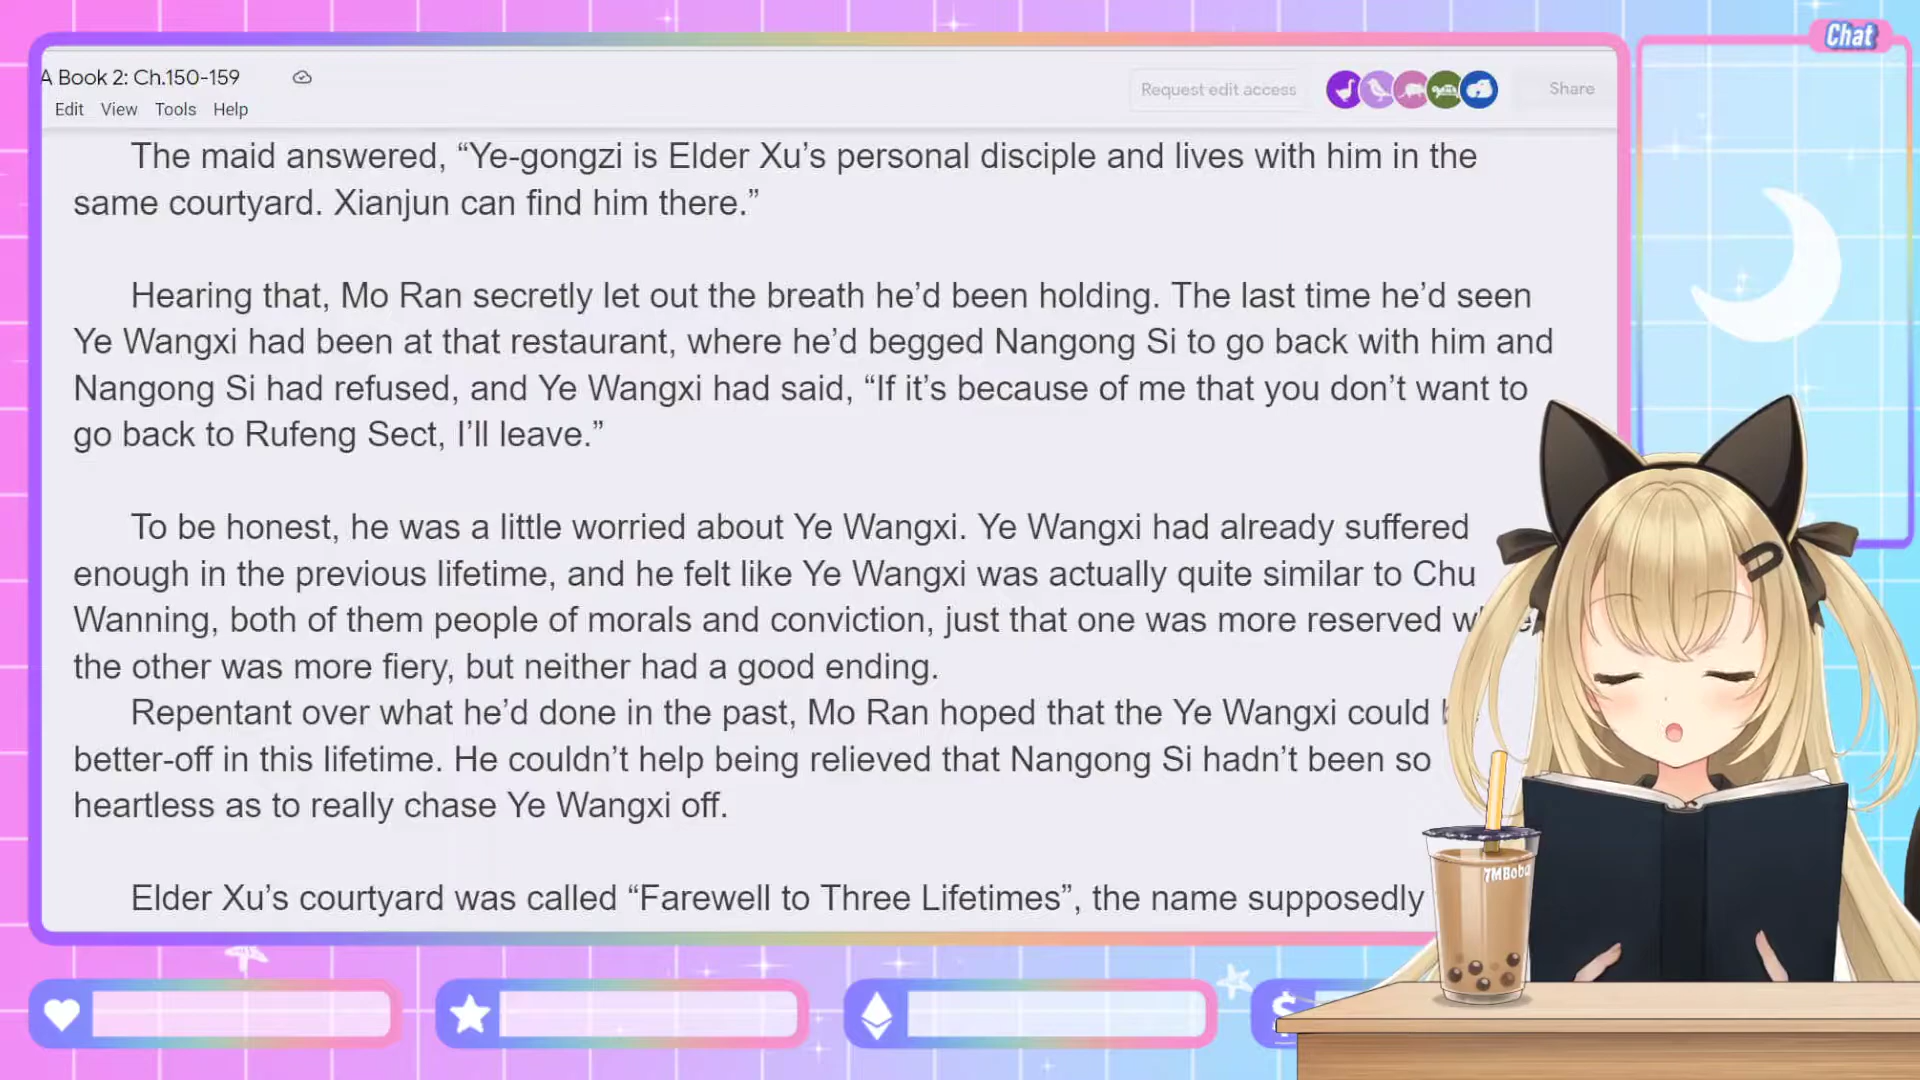 Chat
A Book 2: Ch.150-159
Request edit access
Share
Edit View Tools Help
The maid answered, “Ye-gongzi is Elder Xu’s personal disciple and lives with him in the
same courtyard. Xianjun can find him there.”
Hearing that, Mo Ran secretly let out the breath he’d been holding. The last time he’d seen
Ye Wangxi had been at that restaurant, where he’d begged Nangong Si to go back with him and
Nangong Si had refused, and Ye Wangxi had said, “If it’s because of me that you don’t want to
go back to Rufeng Sect, I’ll leave.”
To be honest, he was a little worried about Ye Wangxi. Ye Wangxi had already suffered
enough in the previous lifetime, and he felt like Ye Wangxi was actually quite similar to Chu
Wanning, both of them people of morals and conviction, just that one was more reserved
the other was more fiery, but neither had a good ending.
Repentant over what he’d done in the past, Mo Ran hoped that the Ye Wangxi could
better-off in this lifetime. He couldn’t help being relieved that Nangong Si hadn’t been so
heartless as to really chase Ye Wangxi off.
Elder Xu’s courtyard was called “Farewell to Three Lifetimes”, the name supposedly
7MBoba
$